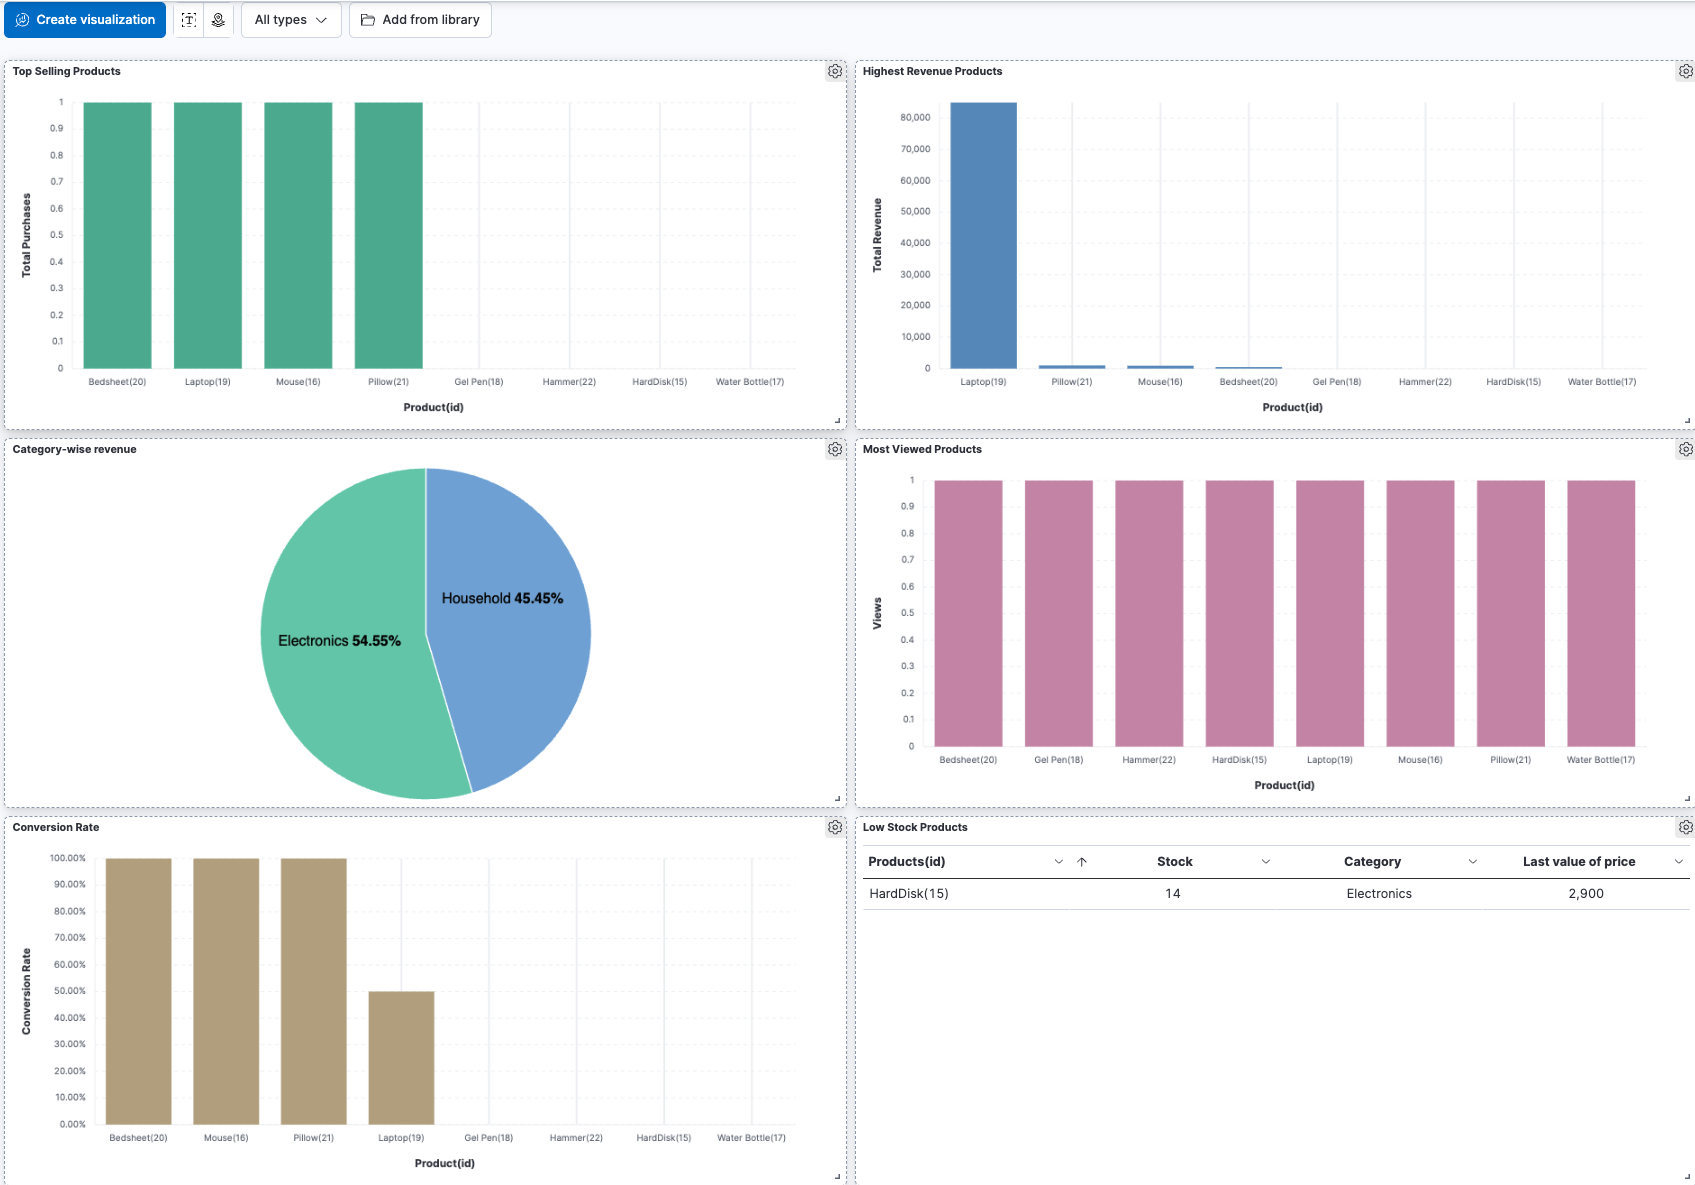 Create visualization
All types
Add from library
Top Selling Products
1
0.9
0.8
0.7
0.6
0.5
0.4
0.3
0.2
0.1
0
Total Purchases
Bedsheet(20) Laptop(19) Mouse(16) Pillow(21) Gel Pen(18) Hammer(22) HardDisk(15) Water Bottle(17)
Product(id)
Highest Revenue Products
80,000
70,000
60,000
50,000
40,000
30,000
20,000
10,000
0
Total Revenue
Laptop(19) Pillow(21) Mouse(16) Bedsheet(20) Gel Pen(18) Hammer(22) HardDisk(15) Water Bottle(17)
Product(id)
Category-wise revenue
Household 45.45%
Electronics 54.55%
Most Viewed Products
1
0.9
0.8
0.7
0.6
0.5
0.4
0.3
0.2
0.1
0
Views
Bedsheet(20) Gel Pen(18) Hammer(22) HardDisk(15) Laptop(19) Mouse(16) Pillow(21) Water Bottle(17)
Product(id)
Conversion Rate
100.00%
90.00%
80.00%
70.00%
60.00%
50.00%
40.00%
30.00%
20.00%
10.00%
0.00%
Conversion Rate
Bedsheet(20) Mouse(16) Pillow(21) Laptop(19) Gel Pen(18) Hammer(22) HardDisk(15) Water Bottle(17)
Product(id)
Low Stock Products
Products(id) Stock Category Last value of price
HardDisk(15) 14 Electronics 2,900